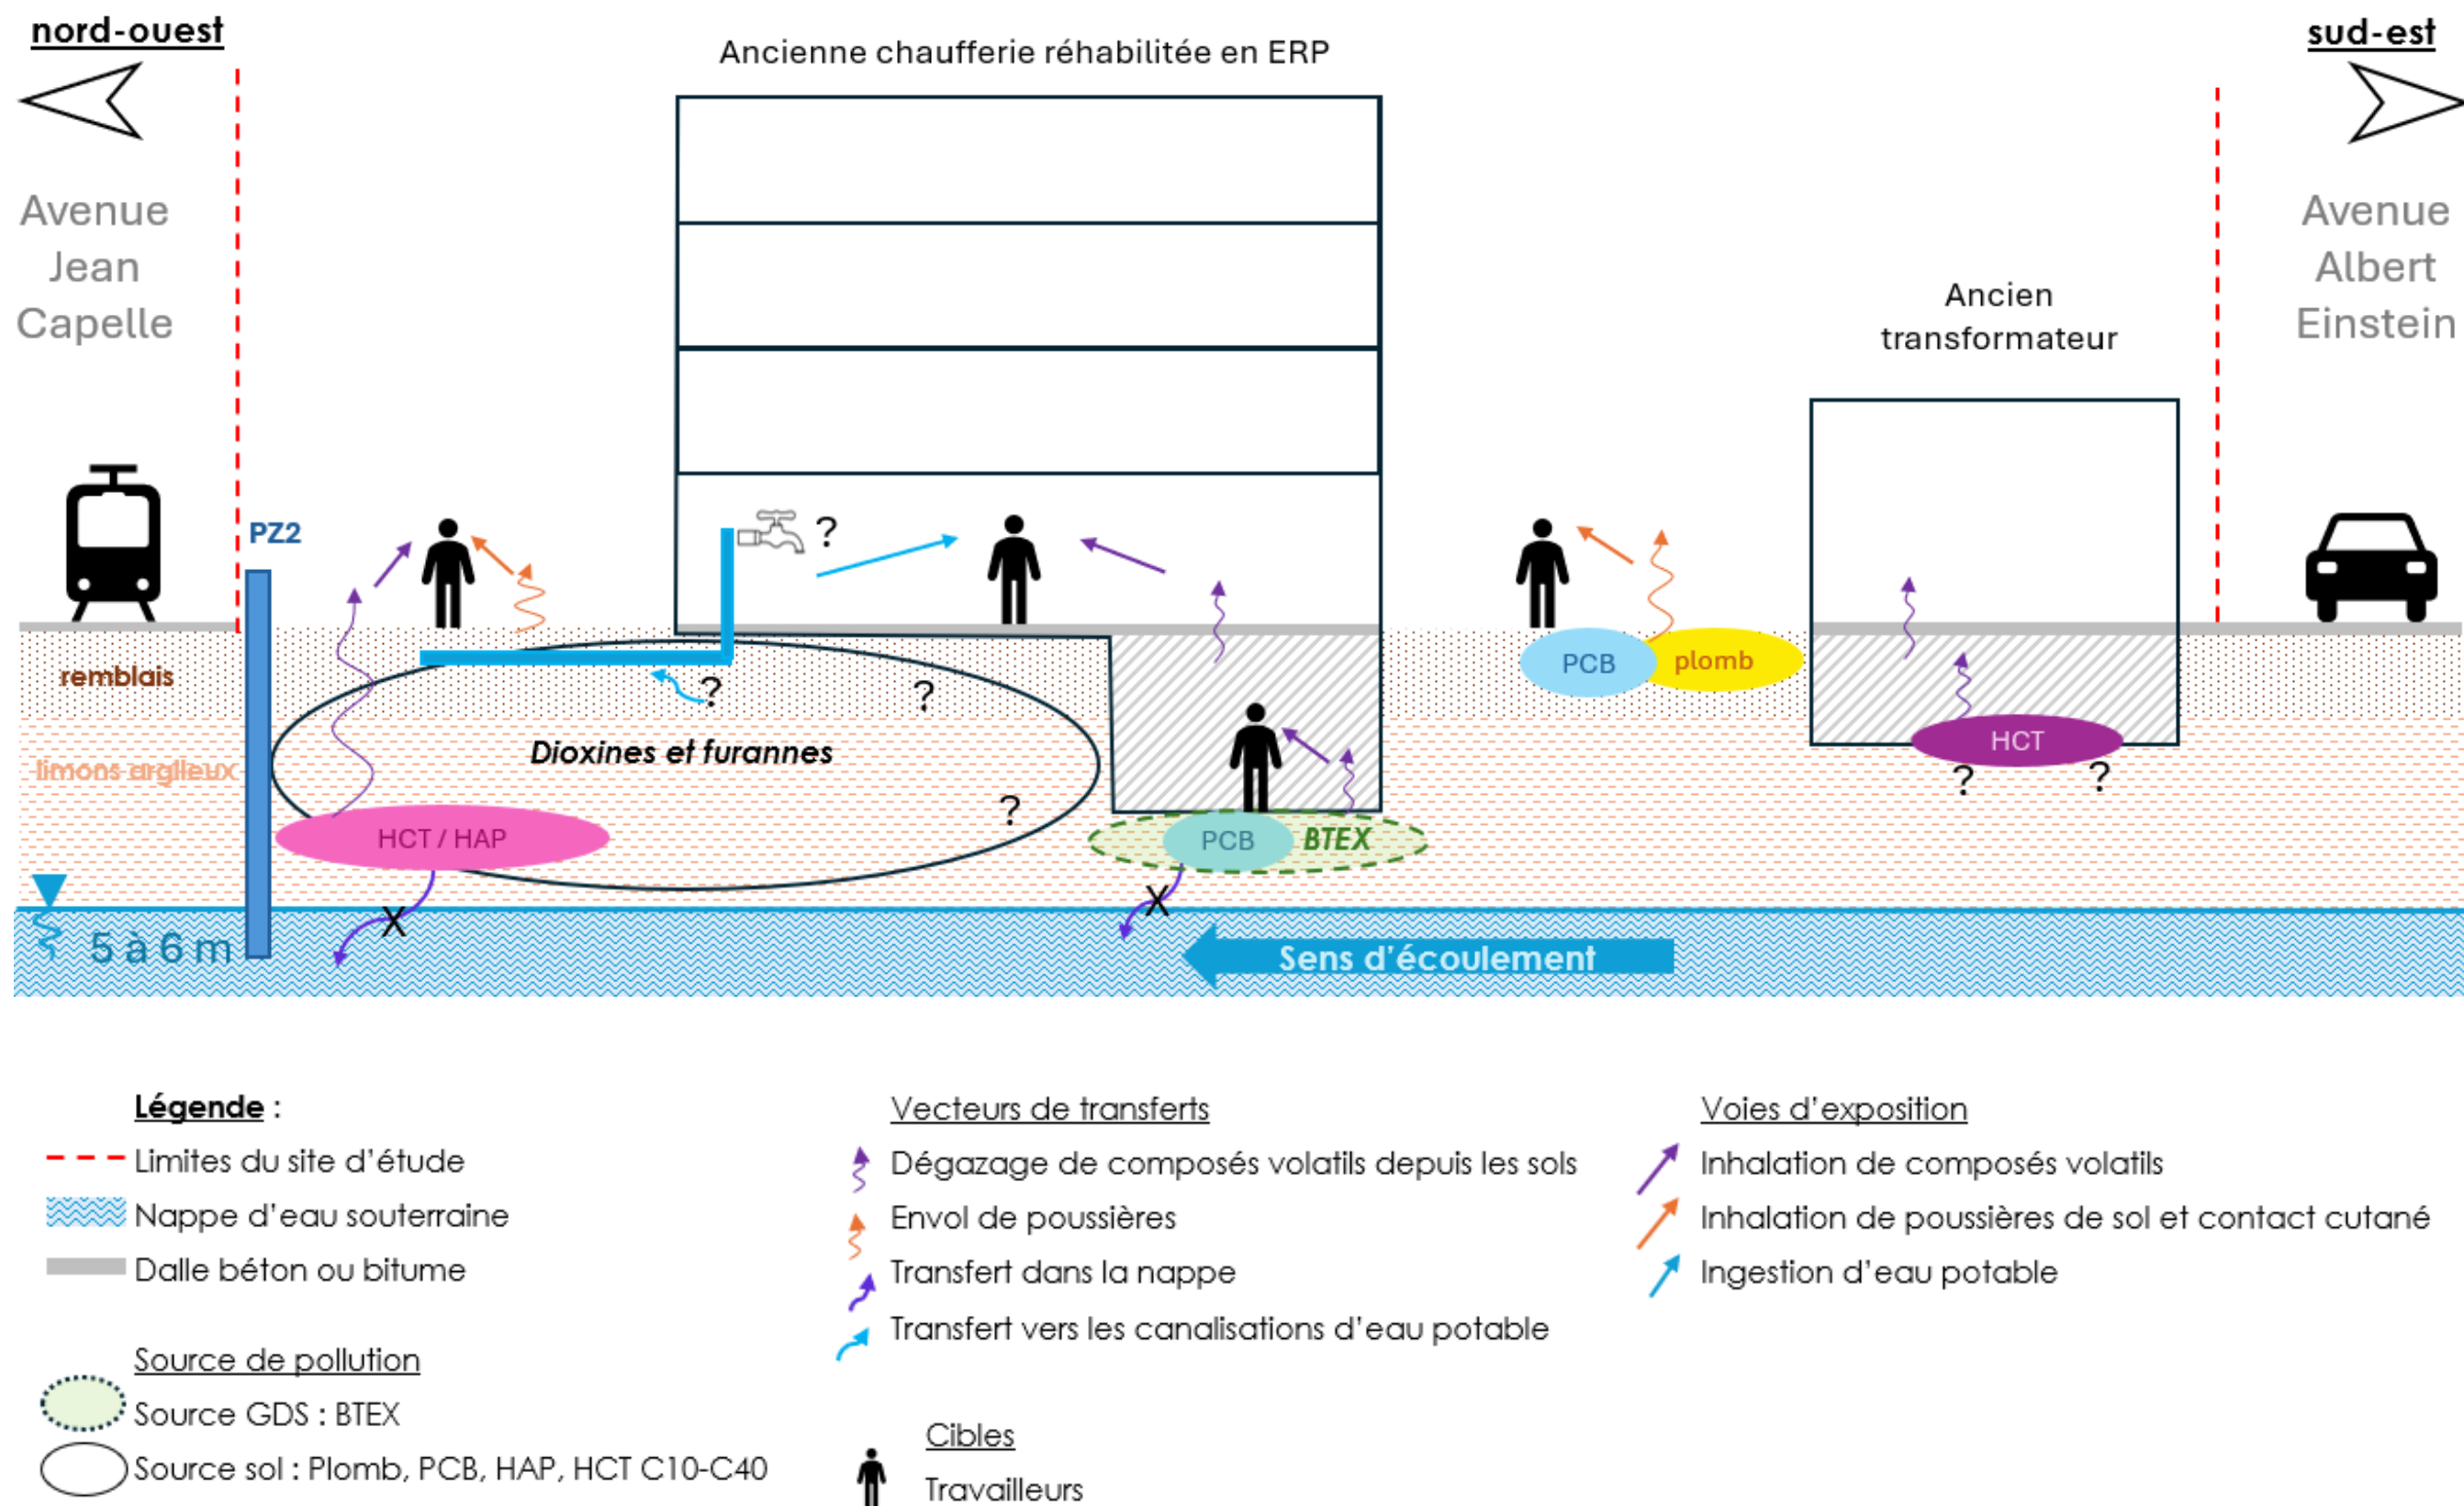 nord-ouest
sud-est
Ancienne chaufferie réhabilitée en ERP
Avenue
Jean
Capelle
Avenue
Albert
Einstein
Ancien
transformateur
PZ2
?
remblais
PCB
plomb
?
?
Dioxines et furannes
limons argileux
HCT
?
?
?
HCT / HAP
PCB
BTEX
X
X
5 à 6 m
Sens d'écoulement
Légende :
Limites du site d'étude
Nappe d'eau souterraine
Dalle béton ou bitume
Source de pollution
Source GDS : BTEX
Source sol : Plomb, PCB, HAP, HCT C10-C40
Vecteurs de transferts
Dégazage de composés volatils depuis les sols
Envol de poussières
Transfert dans la nappe
Transfert vers les canalisations d'eau potable
Cibles
Travailleurs
Voies d'exposition
Inhalation de composés volatils
Inhalation de poussières de sol et contact cutané
Ingestion d'eau potable